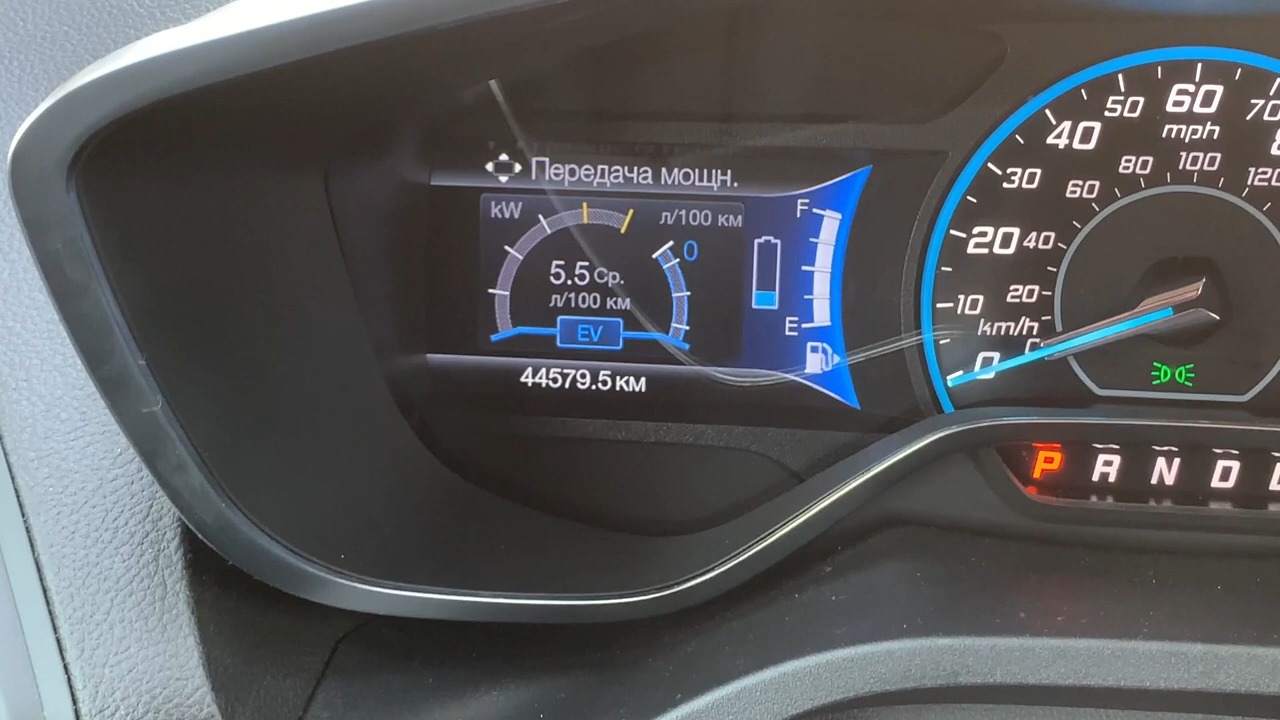 Передача мощн.
kW
л/100 км
0
5.5 Ср.
л/100 км
EV
F
E
44579.5 км
0
10
20
30
40
50
60
70
mph
20
40
60
80
100
120
km/h
P R N D